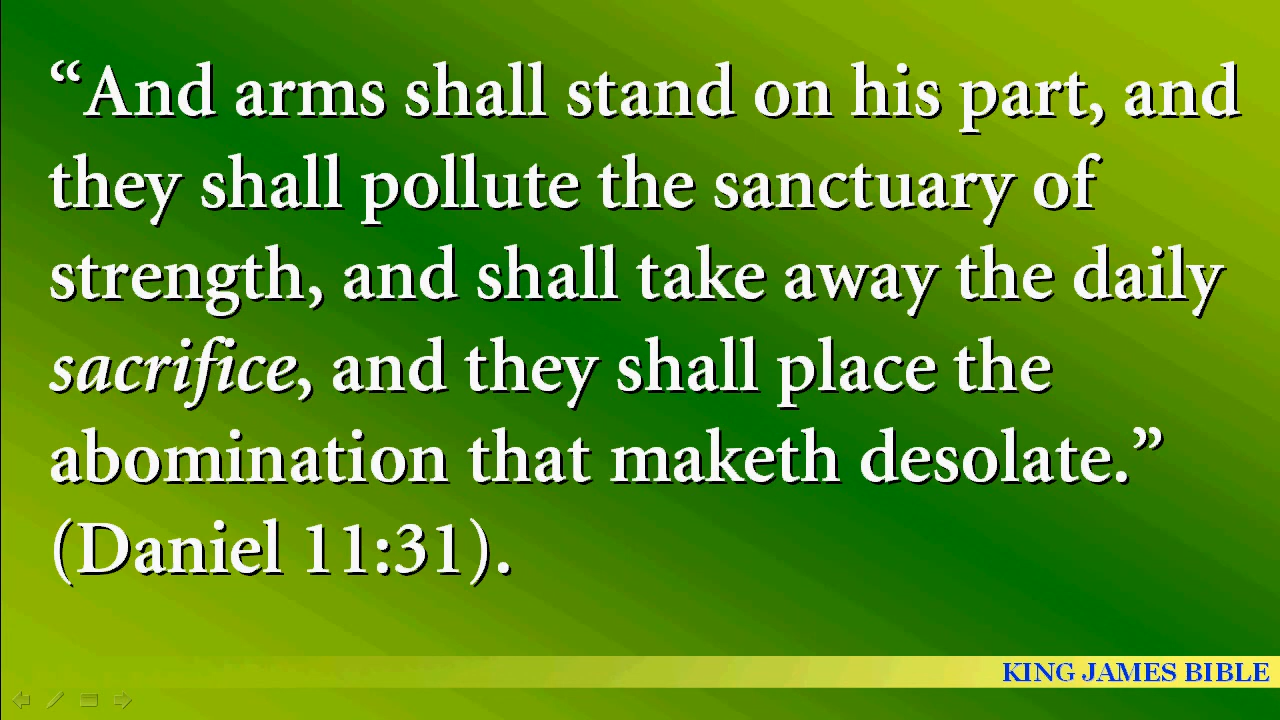 “And arms shall stand on his part, and
they shall pollute the sanctuary of
strength, and shall take away the daily
sacrifice, and they shall place the
abomination that maketh desolate.”
(Daniel 11:31).
KING JAMES BIBLE